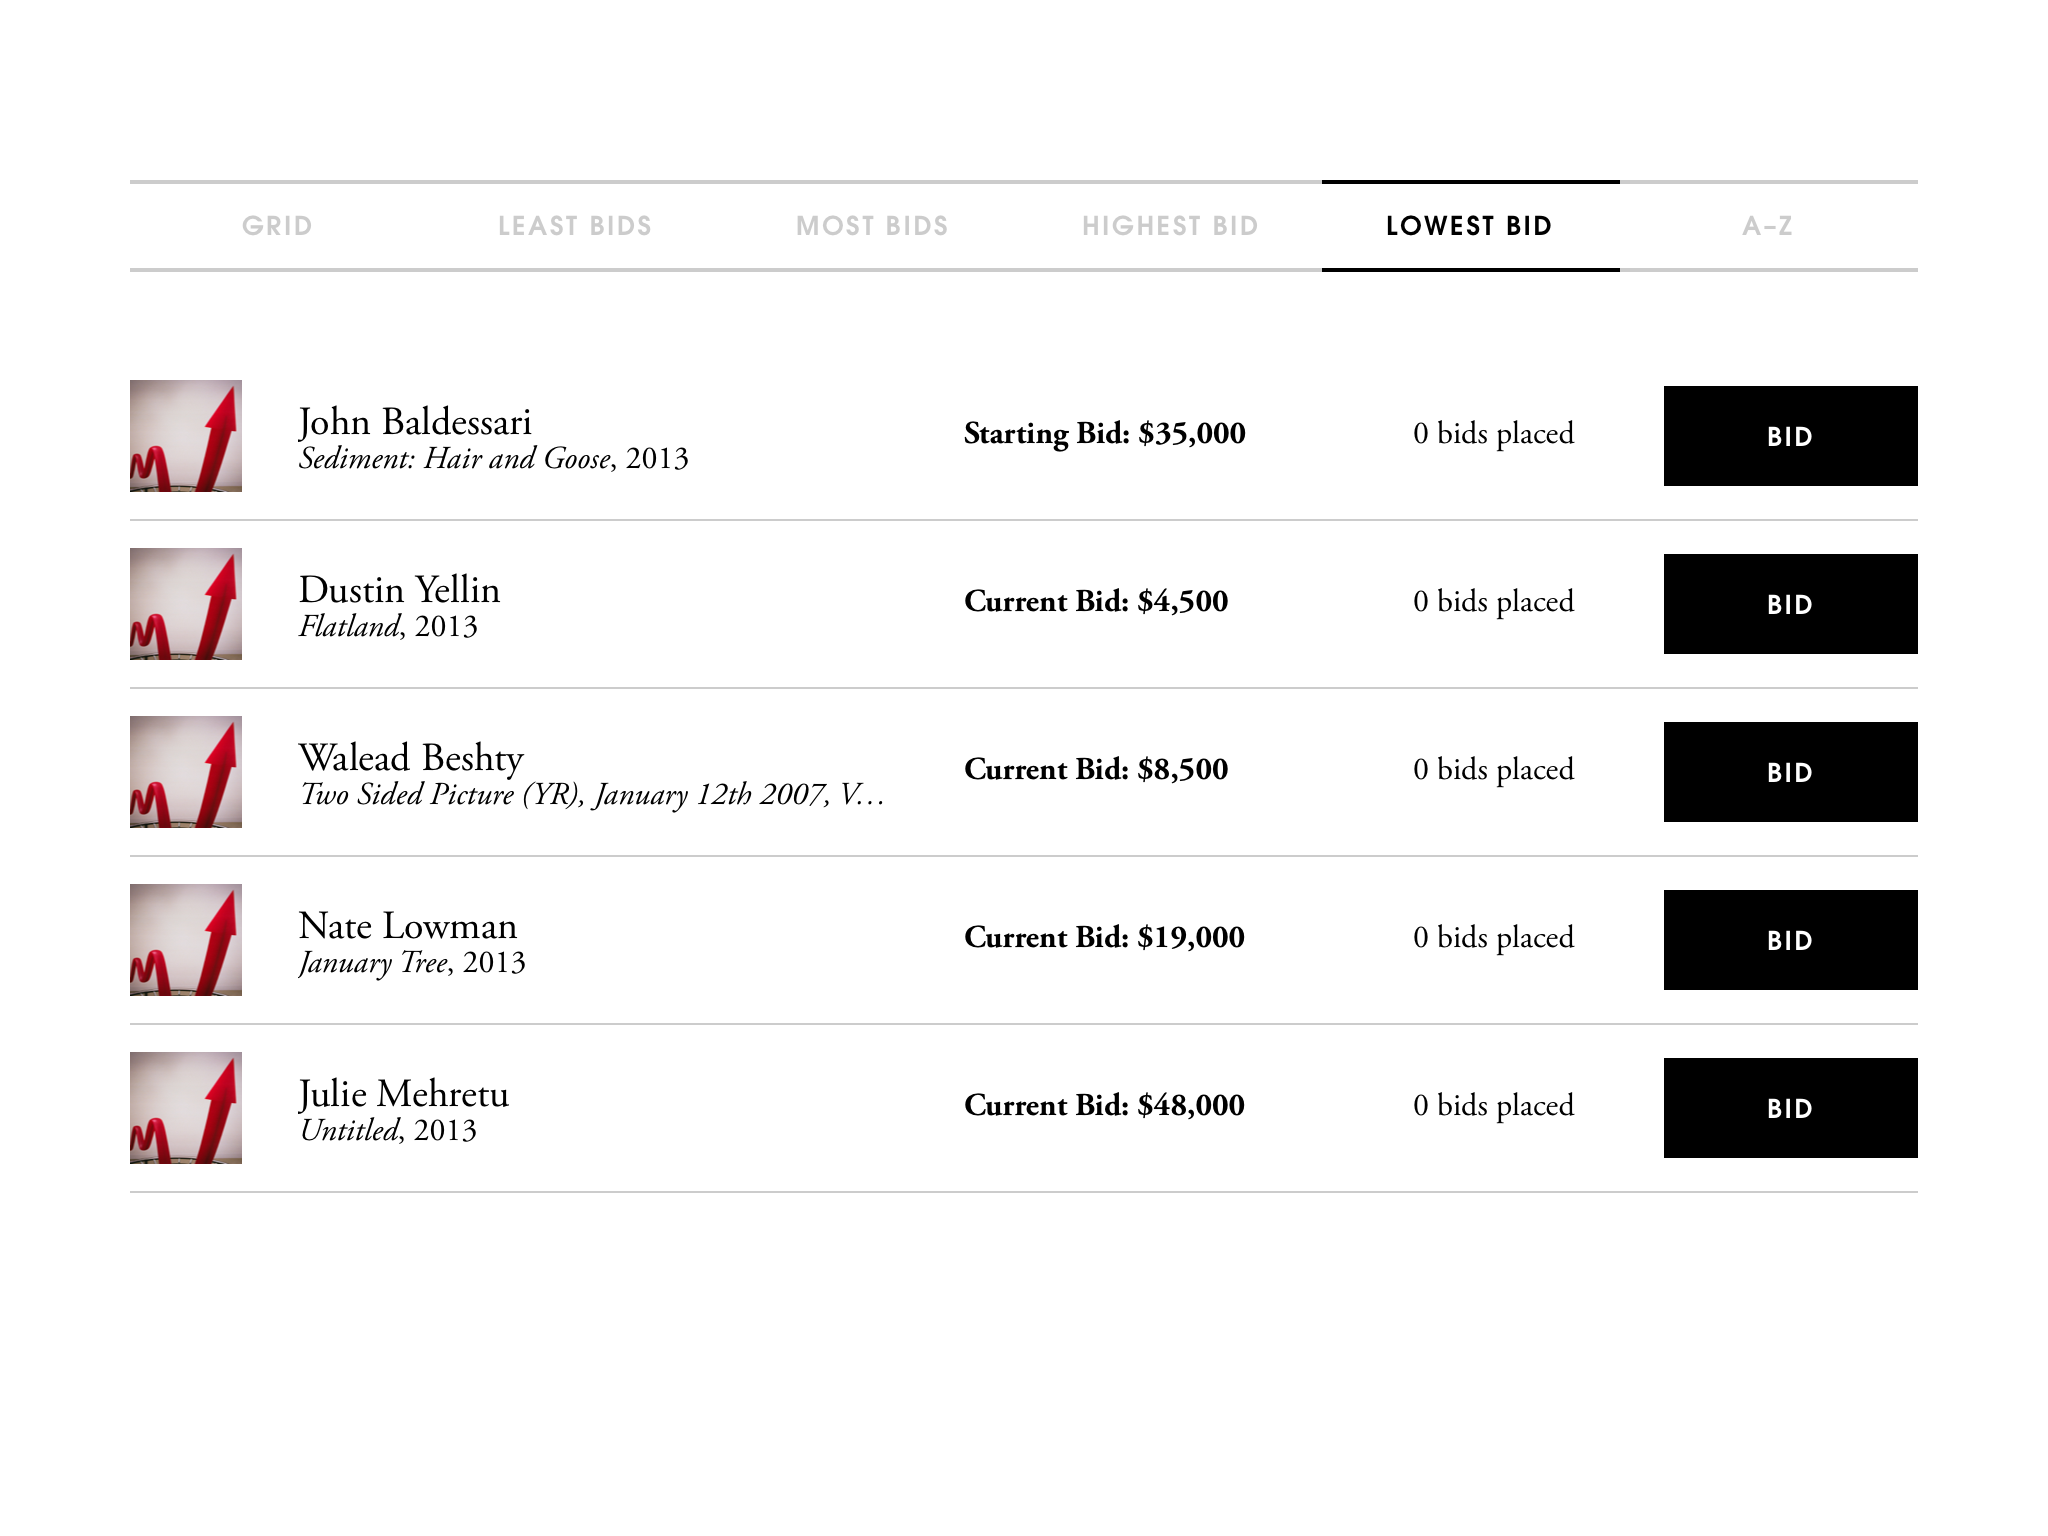 GRID LEAST BIDS MOST BIDS HIGHEST BID LOWEST BID A–Z
John Baldessari
Sediment: Hair and Goose, 2013
Starting Bid: $35,000 0 bids placed BID
Dustin Yellin
Flatland, 2013
Current Bid: $4,500 0 bids placed BID
Walead Beshty
Two Sided Picture (YR), January 12th 2007, V…
Current Bid: $8,500 0 bids placed BID
Nate Lowman
January Tree, 2013
Current Bid: $19,000 0 bids placed BID
Julie Mehretu
Untitled, 2013
Current Bid: $48,000 0 bids placed BID